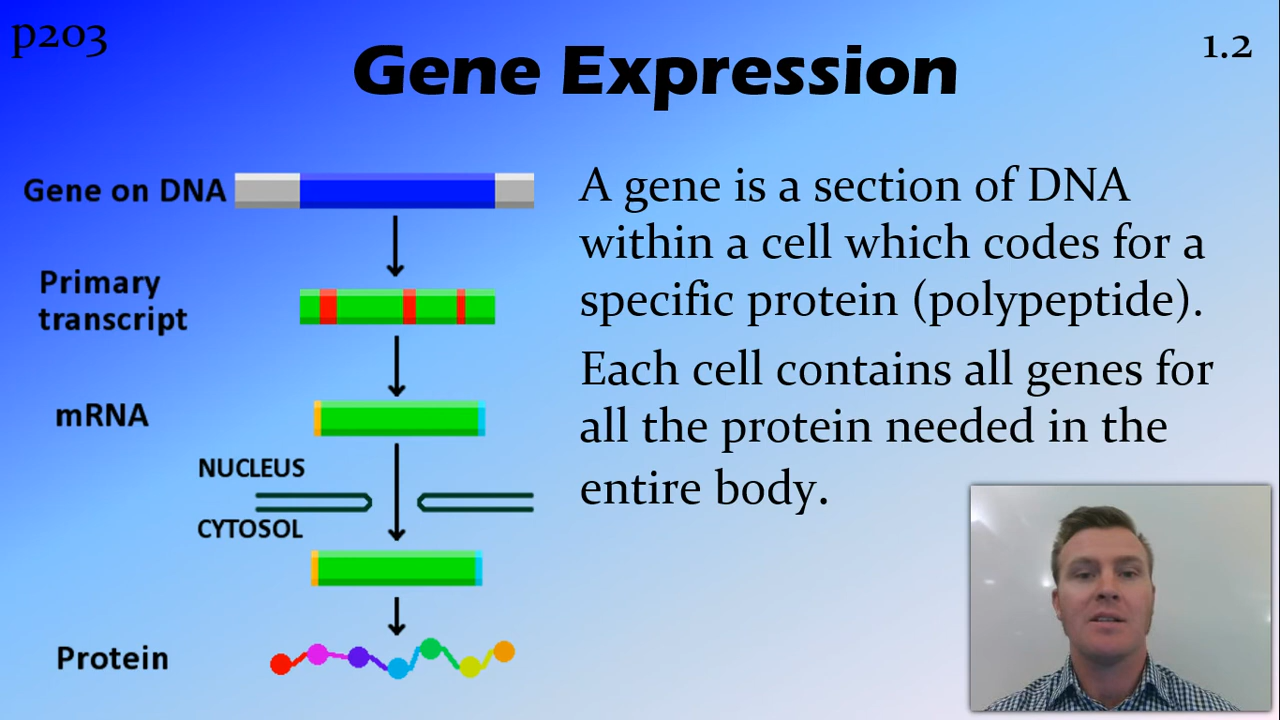 p203
1.2
Gene Expression
Gene on DNA
Primary
transcript
mRNA
NUCLEUS
CYTOSOL
Protein
A gene is a section of DNA
within a cell which codes for a
specific protein (polypeptide).
Each cell contains all genes for
all the protein needed in the
entire body.